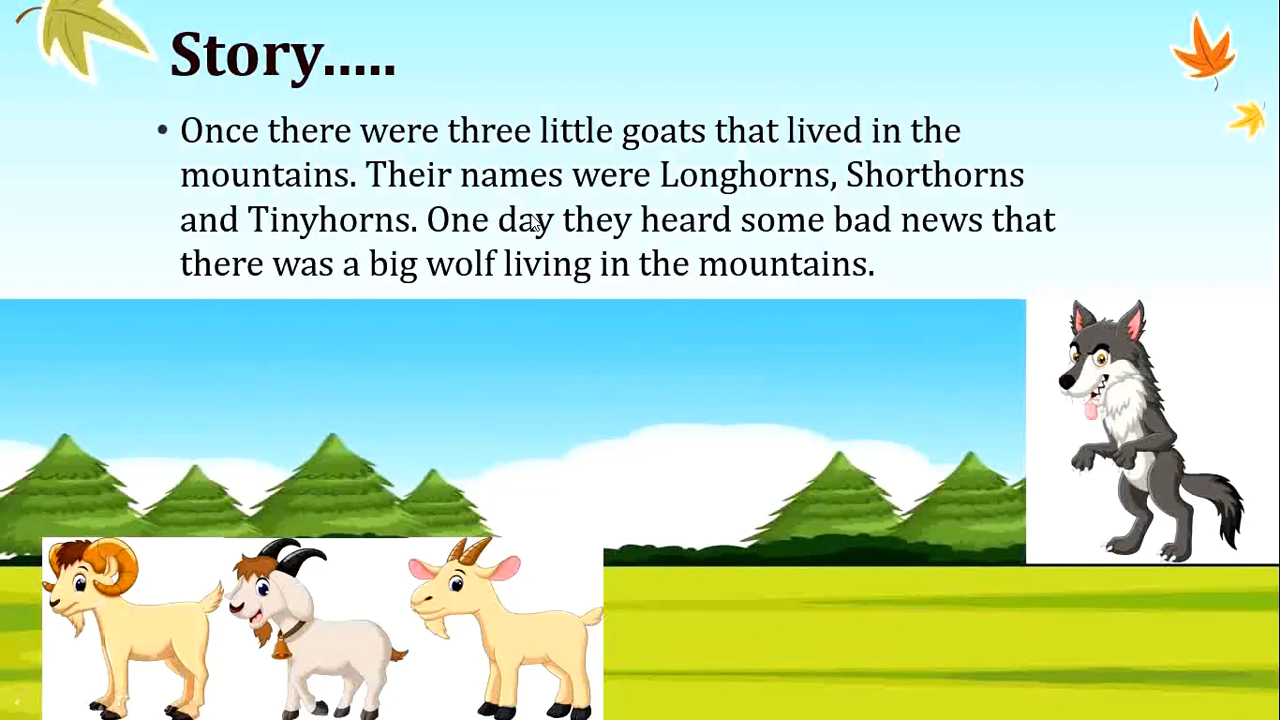 Story.....
• Once there were three little goats that lived in the
mountains. Their names were Longhorns, Shorthorns
and Tinyhorns. One day they heard some bad news that
there was a big wolf living in the mountains.